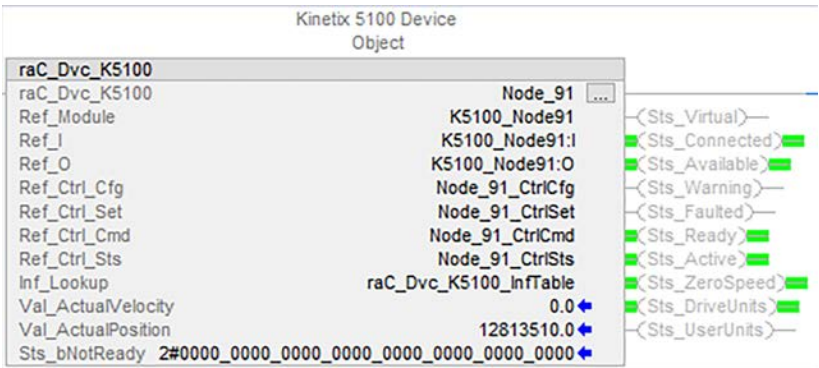 Kinetix 5100 Device
Object
raC_Dvc_K5100
raC_Dvc_K5100 Node_91 ...
Ref_Module K5100_Node91 (Sts_Virtual)
Ref_I K5100_Node91:I (Sts_Connected)
Ref_O K5100_Node91:O (Sts_Available)
Ref_Ctrl_Cfg Node_91_CtrlCfg (Sts_Warning)
Ref_Ctrl_Set Node_91_CtrlSet (Sts_Faulted)
Ref_Ctrl_Cmd Node_91_CtrlCmd (Sts_Ready)
Ref_Ctrl_Sts Node_91_CtrlSts (Sts_Active)
Inf_Lookup raC_Dvc_K5100_InfTable (Sts_ZeroSpeed)
Val_ActualVelocity 0.0 (Sts_DriveUnits)
Val_ActualPosition 12813510.0 (Sts_UserUnits)
Sts_bNotReady 2#0000_0000_0000_0000_0000_0000_0000_0000